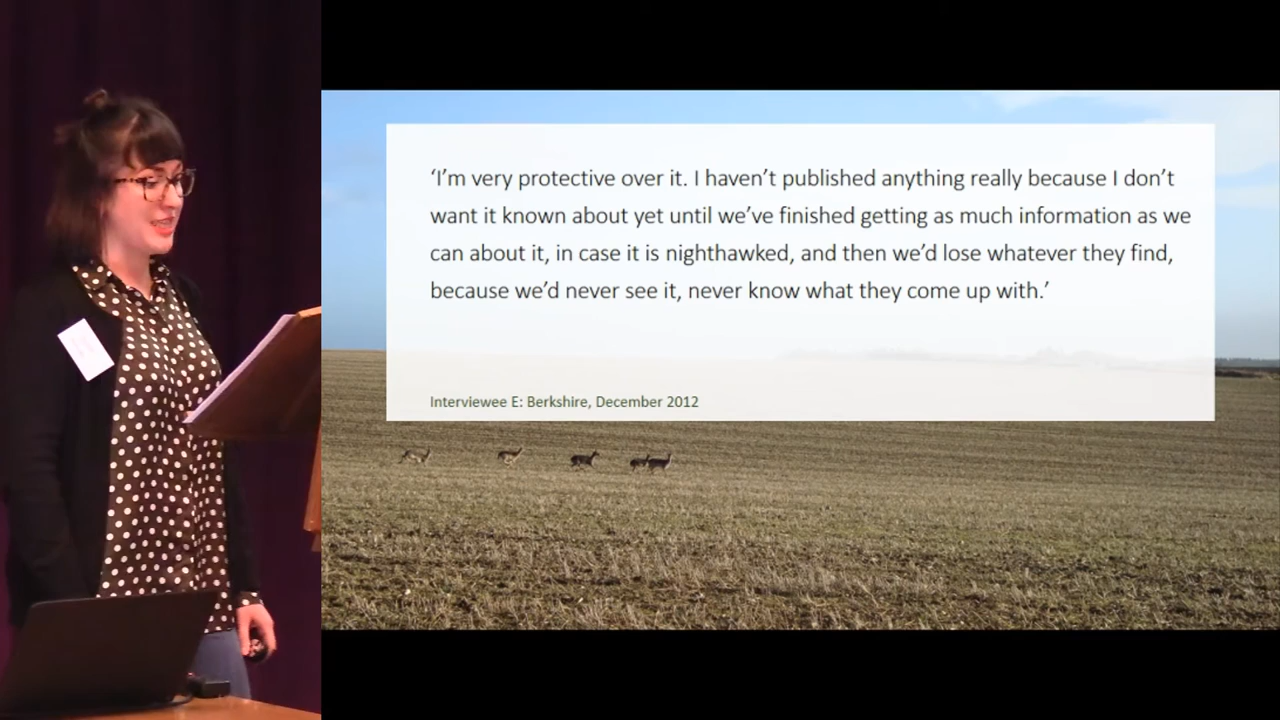 ‘I’m very protective over it. I haven’t published anything really because I don’t
want it known about yet until we’ve finished getting as much information as we
can about it, in case it is nighthawked, and then we’d lose whatever they find,
because we’d never see it, never know what they come up with.’
Interviewee E: Berkshire, December 2012